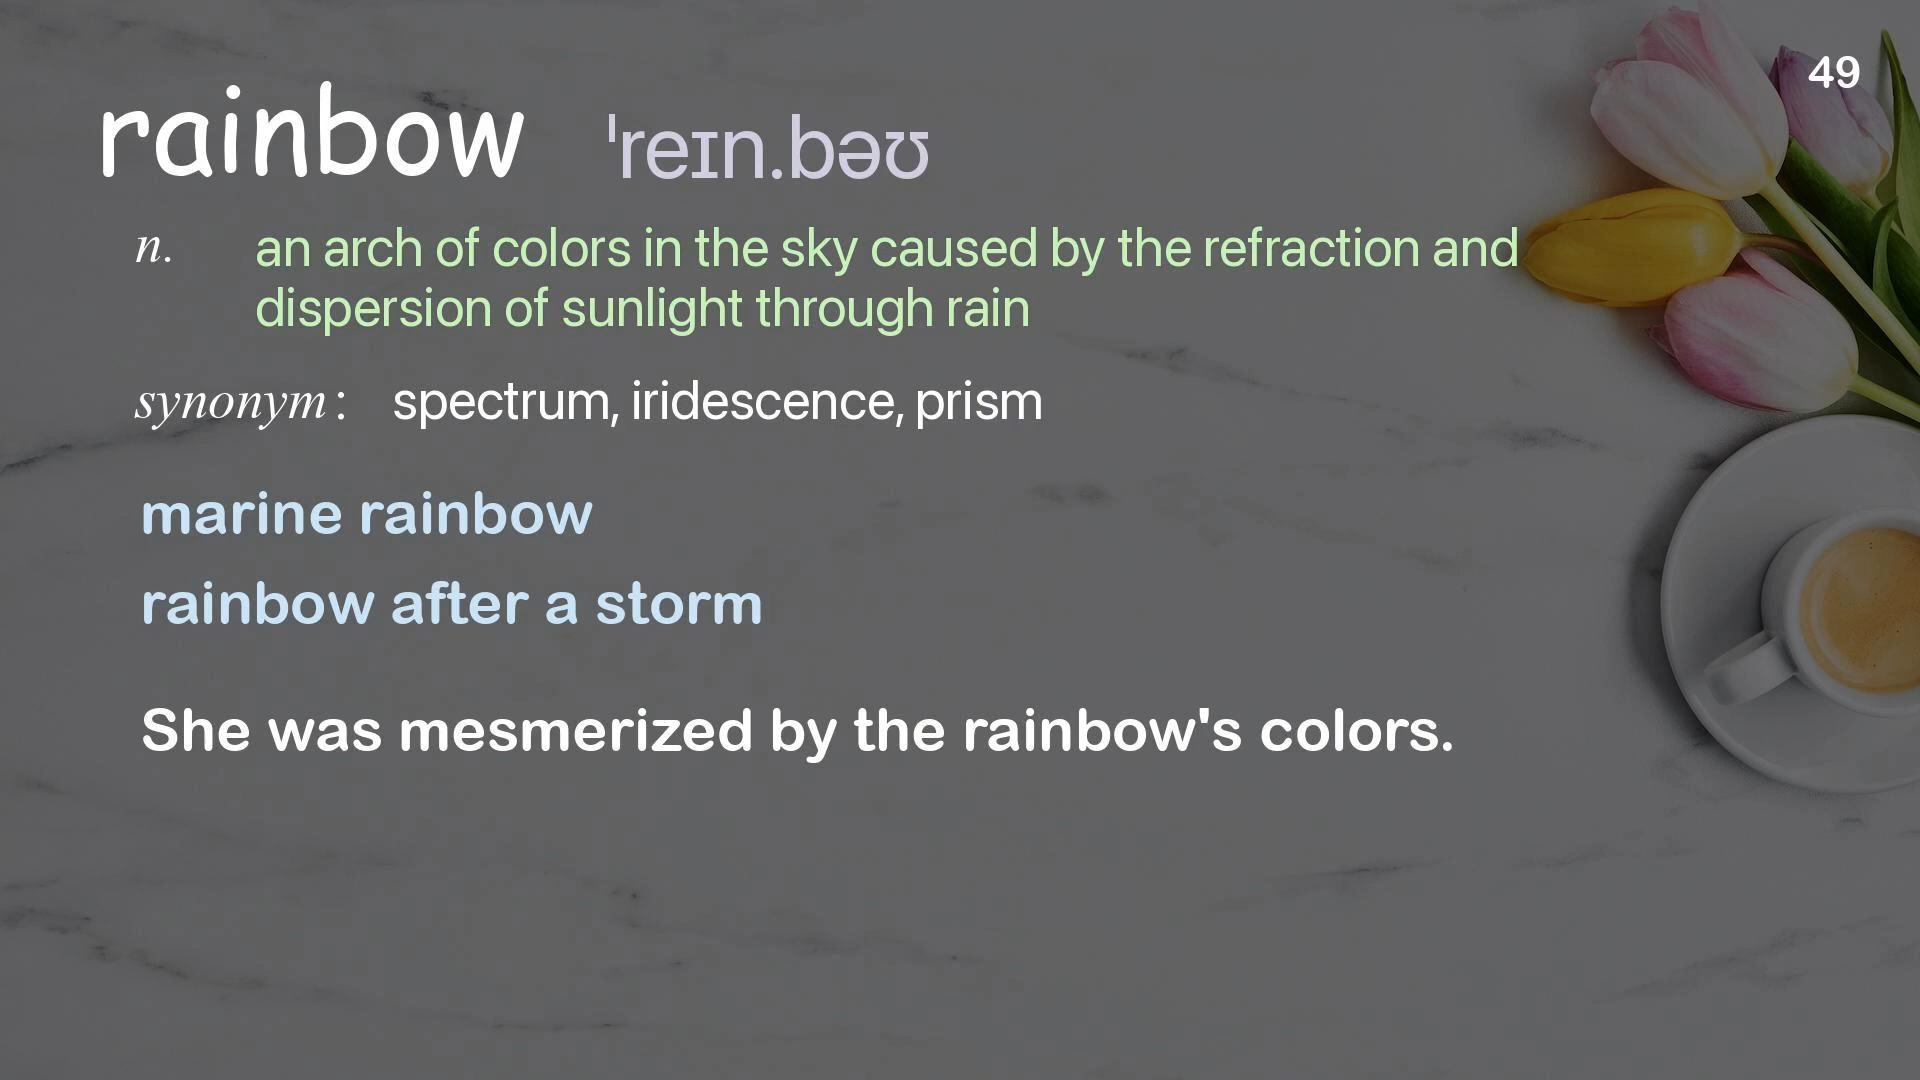 49
rainbow ˈreɪn.bəʊ
n. an arch of colors in the sky caused by the refraction and
dispersion of sunlight through rain
synonym : spectrum, iridescence, prism
marine rainbow
rainbow after a storm
She was mesmerized by the rainbow's colors.